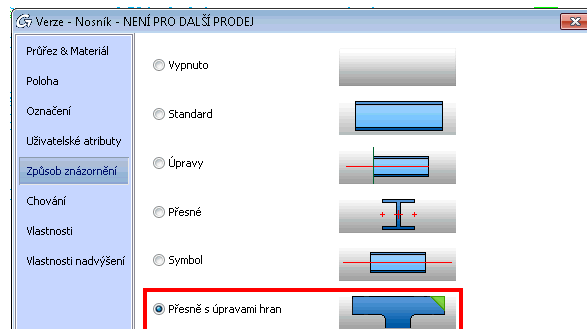 Verze - Nosník - NENÍ PRO DALŠÍ PRODEJ
Průřez & Materiál
Poloha
Označení
Uživatelské atributy
Způsob znázornění
Chování
Vlastnosti
Vlastnosti nadvýšení
Vypnuto
Standard
Úpravy
Přesné
Symbol
Přesně s úpravami hran